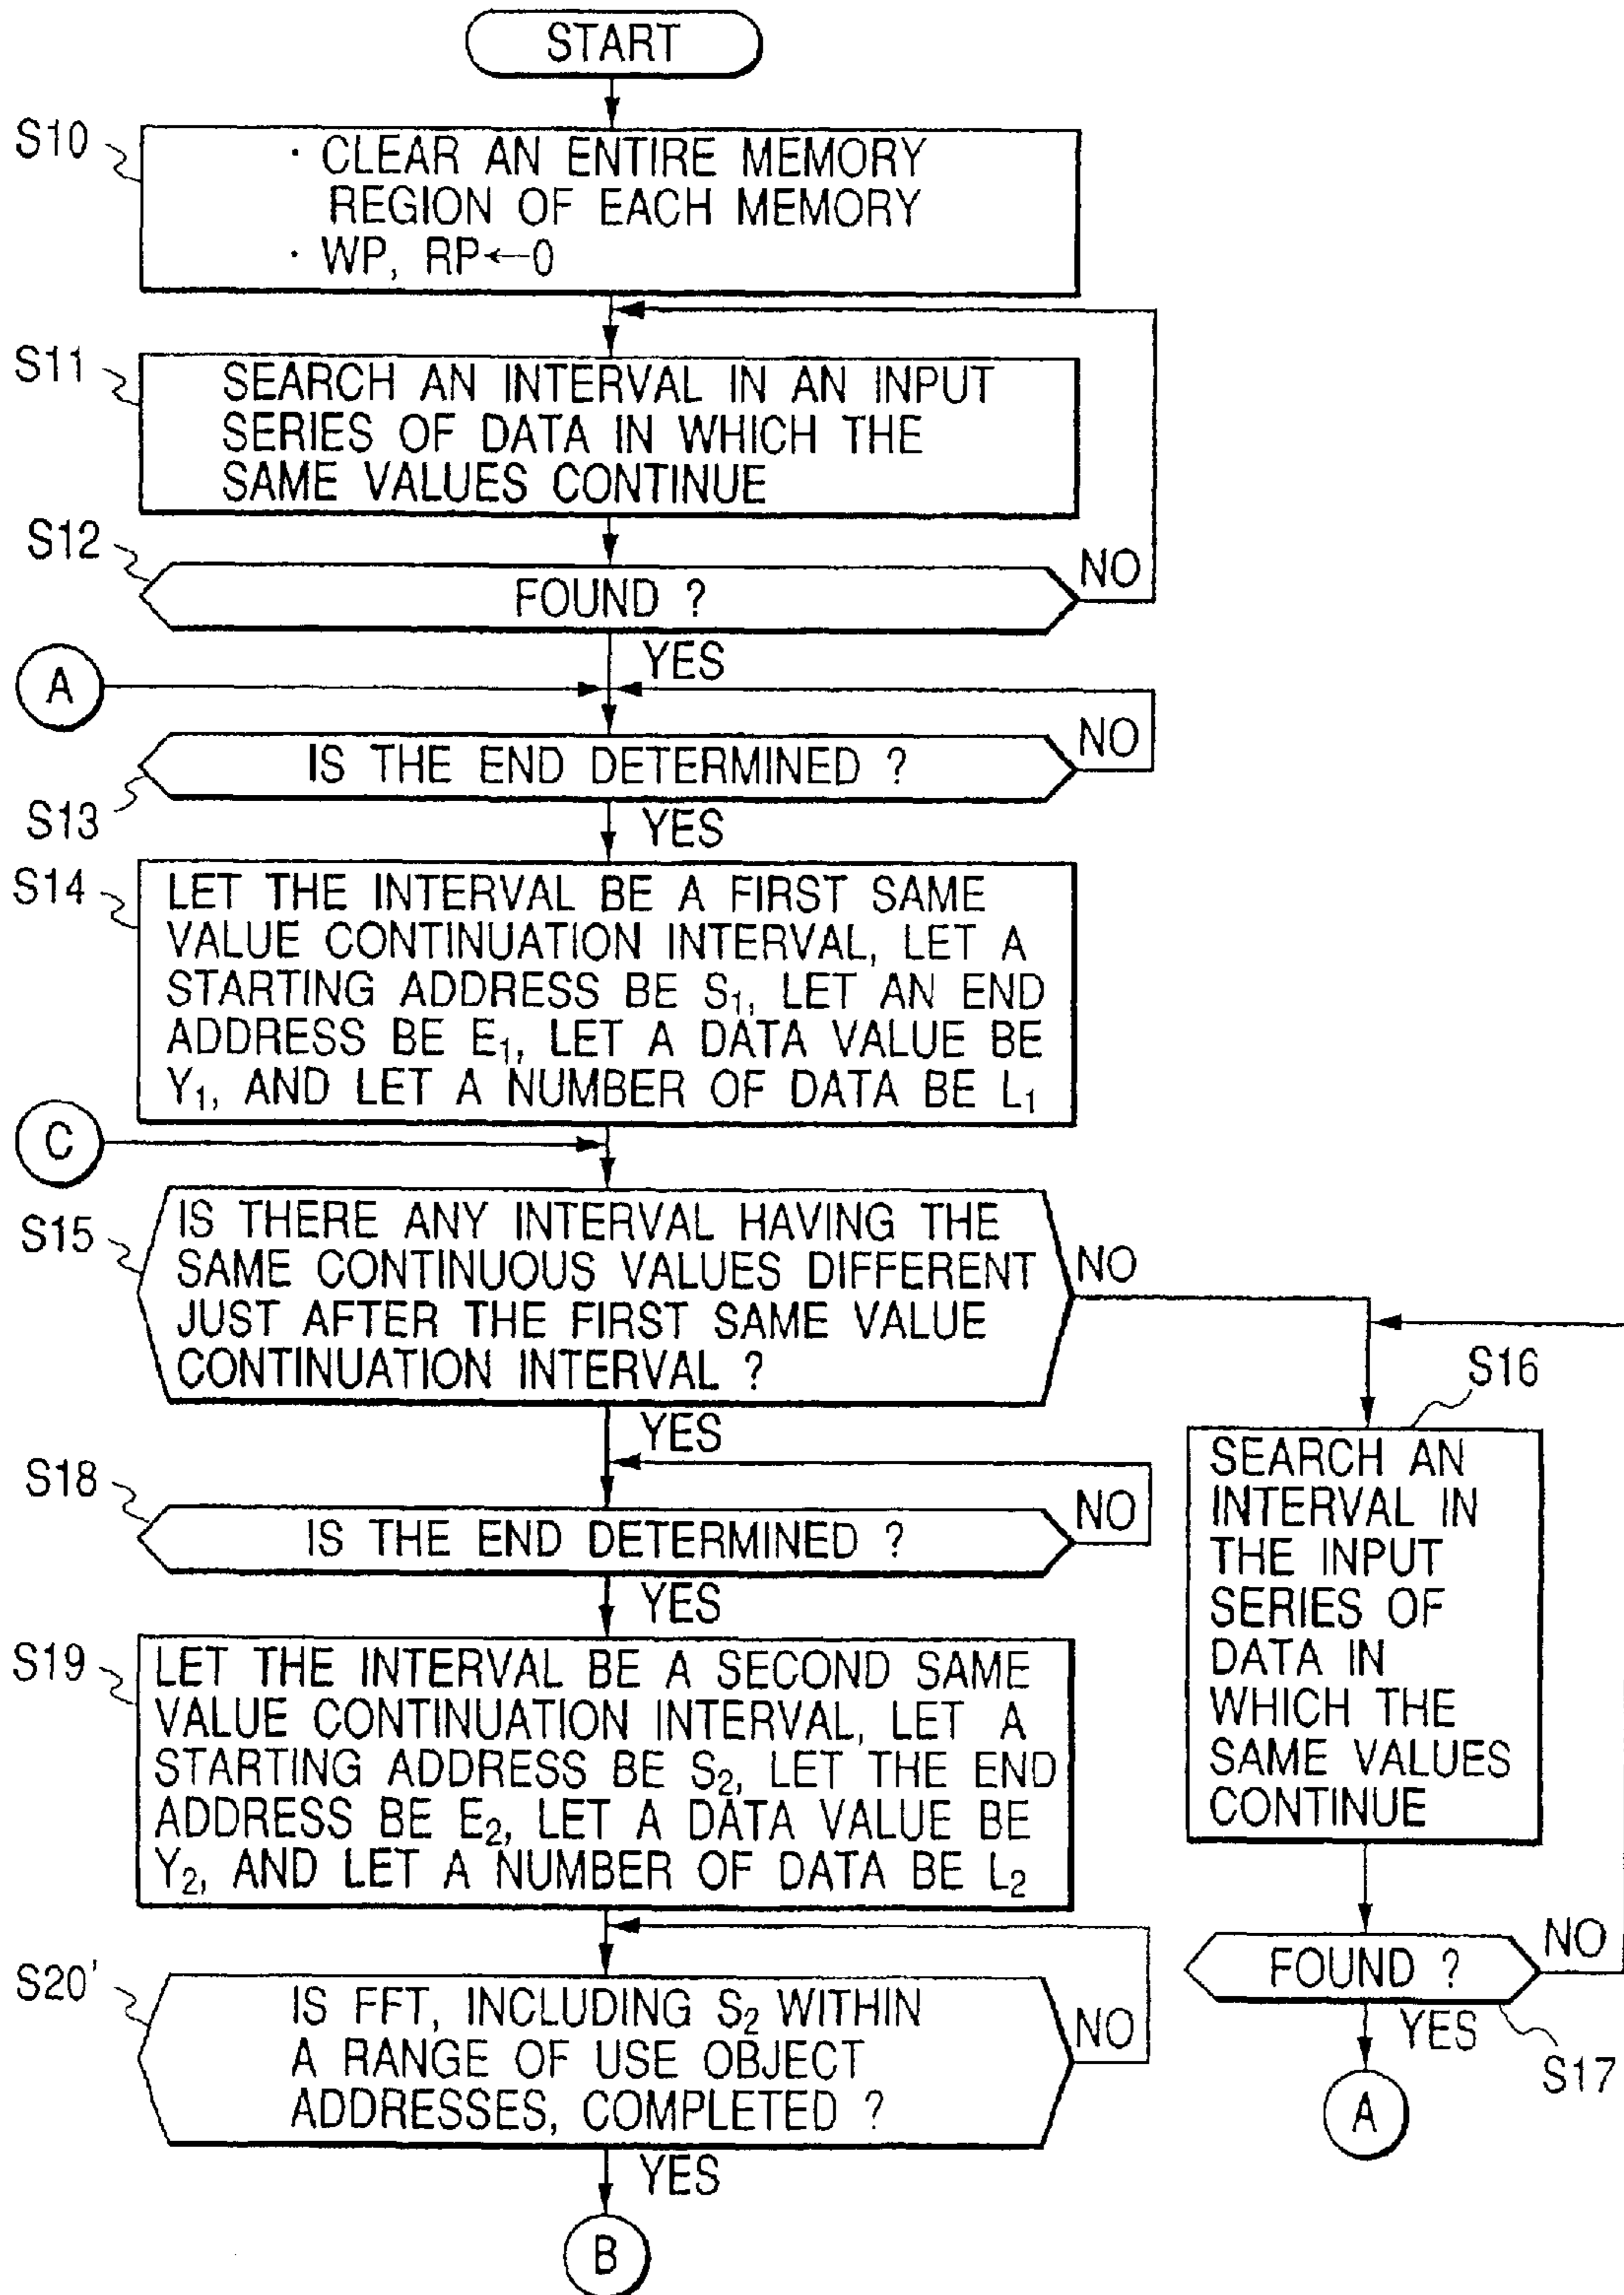 START
S10
· CLEAR AN ENTIRE MEMORY
REGION OF EACH MEMORY
· WP, RP←0
S11
SEARCH AN INTERVAL IN AN INPUT
SERIES OF DATA IN WHICH THE
SAME VALUES CONTINUE
S12
FOUND ?
NO
YES
A
IS THE END DETERMINED ?
NO
S13
YES
S14
LET THE INTERVAL BE A FIRST SAME
VALUE CONTINUATION INTERVAL, LET A
STARTING ADDRESS BE S₁, LET AN END
ADDRESS BE E₁, LET A DATA VALUE BE
Y₁, AND LET A NUMBER OF DATA BE L₁
C
S15
IS THERE ANY INTERVAL HAVING THE
SAME CONTINUOUS VALUES DIFFERENT
JUST AFTER THE FIRST SAME VALUE
CONTINUATION INTERVAL ?
NO
YES
S16
SEARCH AN
INTERVAL IN
THE INPUT
SERIES OF
DATA IN
WHICH THE
SAME VALUES
CONTINUE
S18
IS THE END DETERMINED ?
NO
YES
S19
LET THE INTERVAL BE A SECOND SAME
VALUE CONTINUATION INTERVAL, LET A
STARTING ADDRESS BE S₂, LET THE END
ADDRESS BE E₂, LET A DATA VALUE BE
Y₂, AND LET A NUMBER OF DATA BE L₂
FOUND ?
NO
YES
S17
A
S20'
IS FFT, INCLUDING S₂ WITHIN
A RANGE OF USE OBJECT
ADDRESSES, COMPLETED ?
NO
YES
B